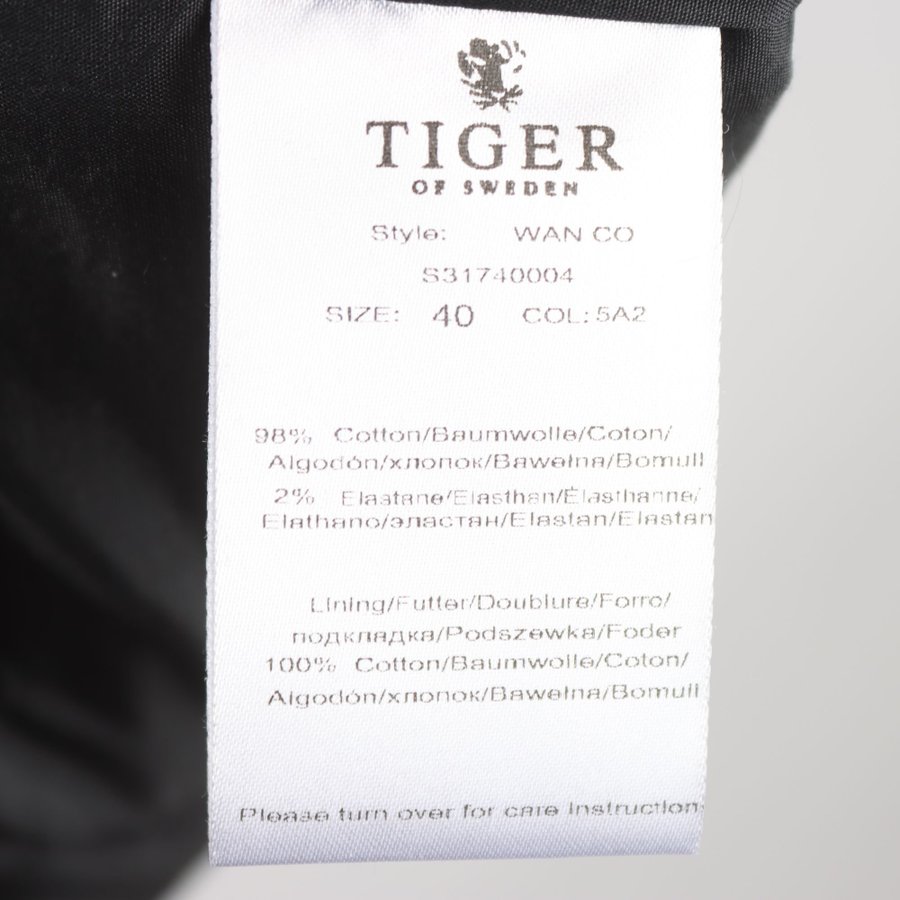 TIGER
OF SWEDEN
Style: WAN CO
S31740004
SIZE: 40 COL: 5A2
98% Cotton/Baumwolle/Coton/
Algodón/хлопок/Bawełna/Bomull
2% Elastane/Elasthan/Élasthanne/
Elathano/эластан/Elastan/Elastan
Lining/Futter/Doublure/Forro/
подкладка/Podszewka/Foder
100% Cotton/Baumwolle/Coton/
Algodón/хлопок/Bawełna/Bomull
Please turn over for care instruction